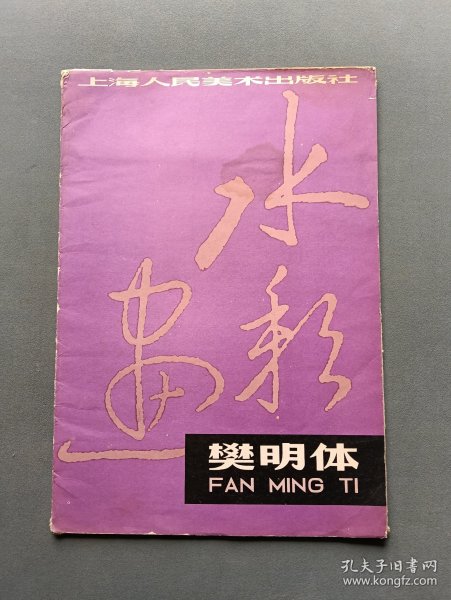 上海人民美术出版社
水彩
画
樊明体
FAN MING TI
孔夫子旧书网
www.kongfz.com